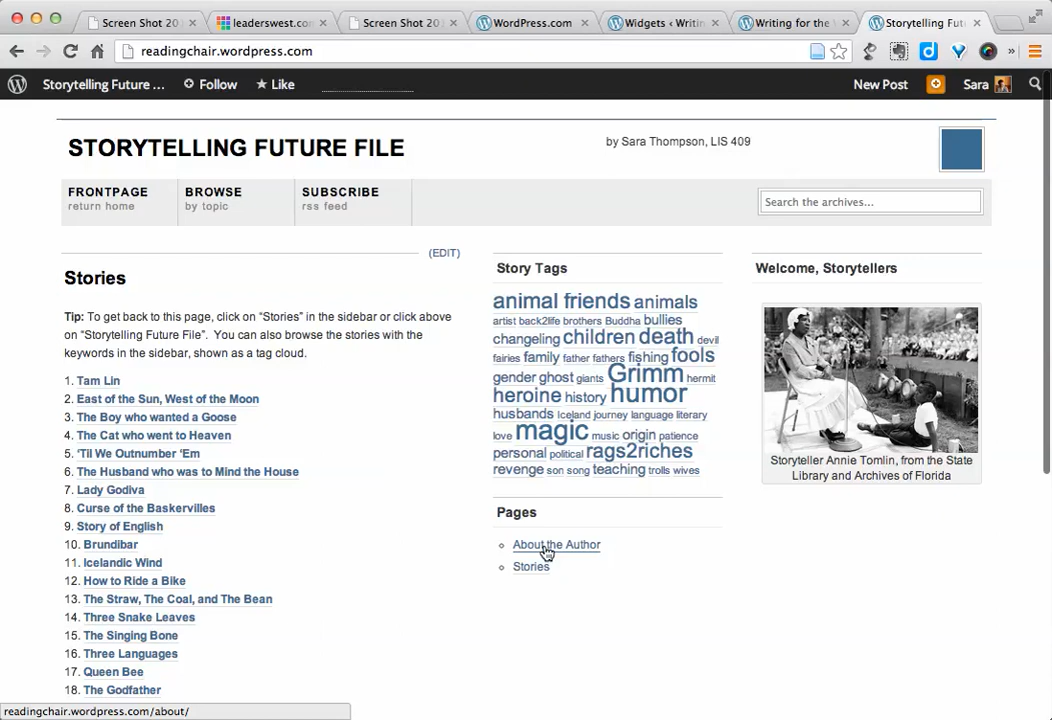 Screen Shot 20
leaderswest.co
Screen Shot 20
WordPress.com
Widgets ‹ Writin
Writing for the
Storytelling Fut
readingchair.wordpress.com
Storytelling Future ...
Follow
Like
New Post
Sara
STORYTELLING FUTURE FILE
by Sara Thompson, LIS 409
FRONTPAGE
return home
BROWSE
by topic
SUBSCRIBE
rss feed
Search the archives...
(EDIT)
Stories
Tip: To get back to this page, click on “Stories” in the sidebar or click above
on “Storytelling Future File”. You can also browse the stories with the
keywords in the sidebar, shown as a tag cloud.
1. Tam Lin
2. East of the Sun, West of the Moon
3. The Boy who wanted a Goose
4. The Cat who went to Heaven
5. ‘Til We Outnumber ‘Em
6. The Husband who was to Mind the House
7. Lady Godiva
8. Curse of the Baskervilles
9. Story of English
10. Brundibar
11. Icelandic Wind
12. How to Ride a Bike
13. The Straw, The Coal, and The Bean
14. Three Snake Leaves
15. The Singing Bone
16. Three Languages
17. Queen Bee
18. The Godfather
Story Tags
animal friends animals
artist back2life brothers Buddha bullies
changeling children death devil
fairies family father fathers fishing fools
gender ghost giants Grimm hermit
heroine history humor
husbands Iceland journey language literary
love magic music origin patience
personal political rags2riches
revenge son song teaching trolls wives
Pages
About the Author
Stories
Welcome, Storytellers
Storyteller Annie Tomlin, from the State
Library and Archives of Florida
readingchair.wordpress.com/about/